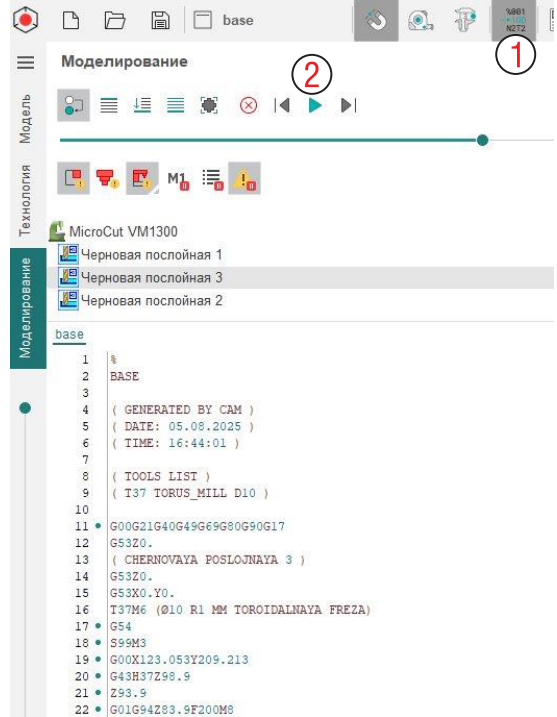 base
%001
→100
N2T2
1
Моделирование
2
M1
Модель
Технология
Моделирование
MicroCut VM1300
Черновая послойная 1
Черновая послойная 3
Черновая послойная 2
base
1 %
2 BASE
3
4 ( GENERATED BY CAM )
5 ( DATE: 05.08.2025 )
6 ( TIME: 16:44:01 )
7
8 ( TOOLS LIST )
9 ( T37 TORUS_MILL D10 )
10
11 G00G21G40G49G69G80G90G17
12 G53Z0.
13 ( CHERNOVAYA POSLOJNAYA 3 )
14 G53Z0.
15 G53X0.Y0.
16 T37M6 (Ø10 R1 MM TOROIDALNAYA FREZA)
17 G54
18 S99M3
19 G00X123.053Y209.213
20 G43H37Z98.9
21 Z93.9
22 G01G94Z83.9F200M8